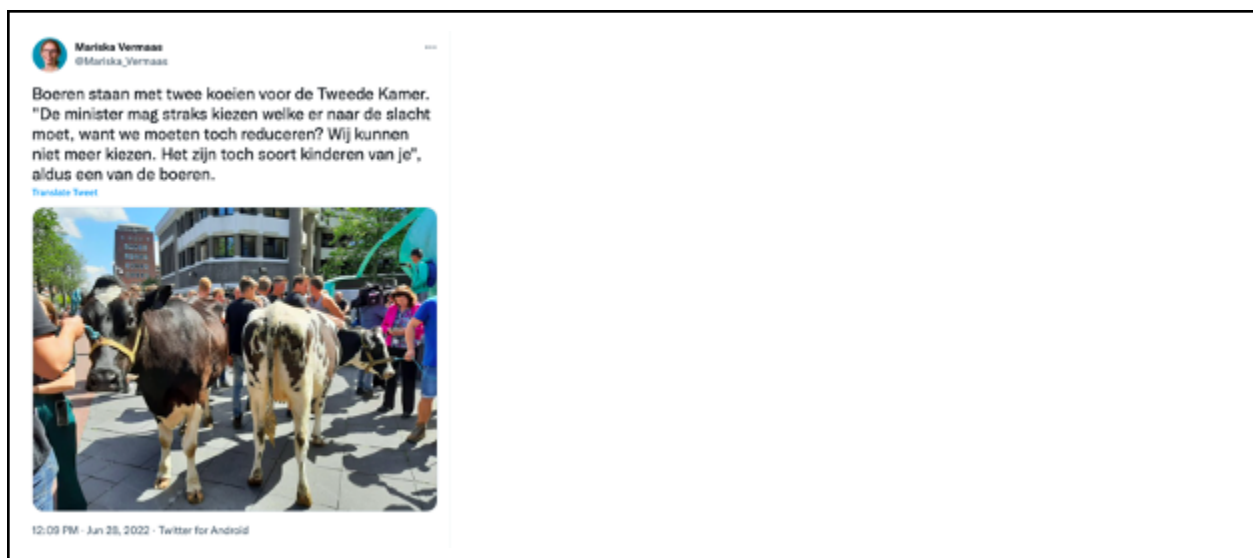 Mariska Vermaas
@Mariska_Vermaas
Boeren staan met twee koeien voor de Tweede Kamer.
"De minister mag straks kiezen welke er naar de slacht
moet, want we moeten toch reduceren? Wij kunnen
niet meer kiezen. Het zijn toch soort kinderen van je",
aldus een van de boeren.
Translate Tweet
12:09 PM · Jun 28, 2022 · Twitter for Android